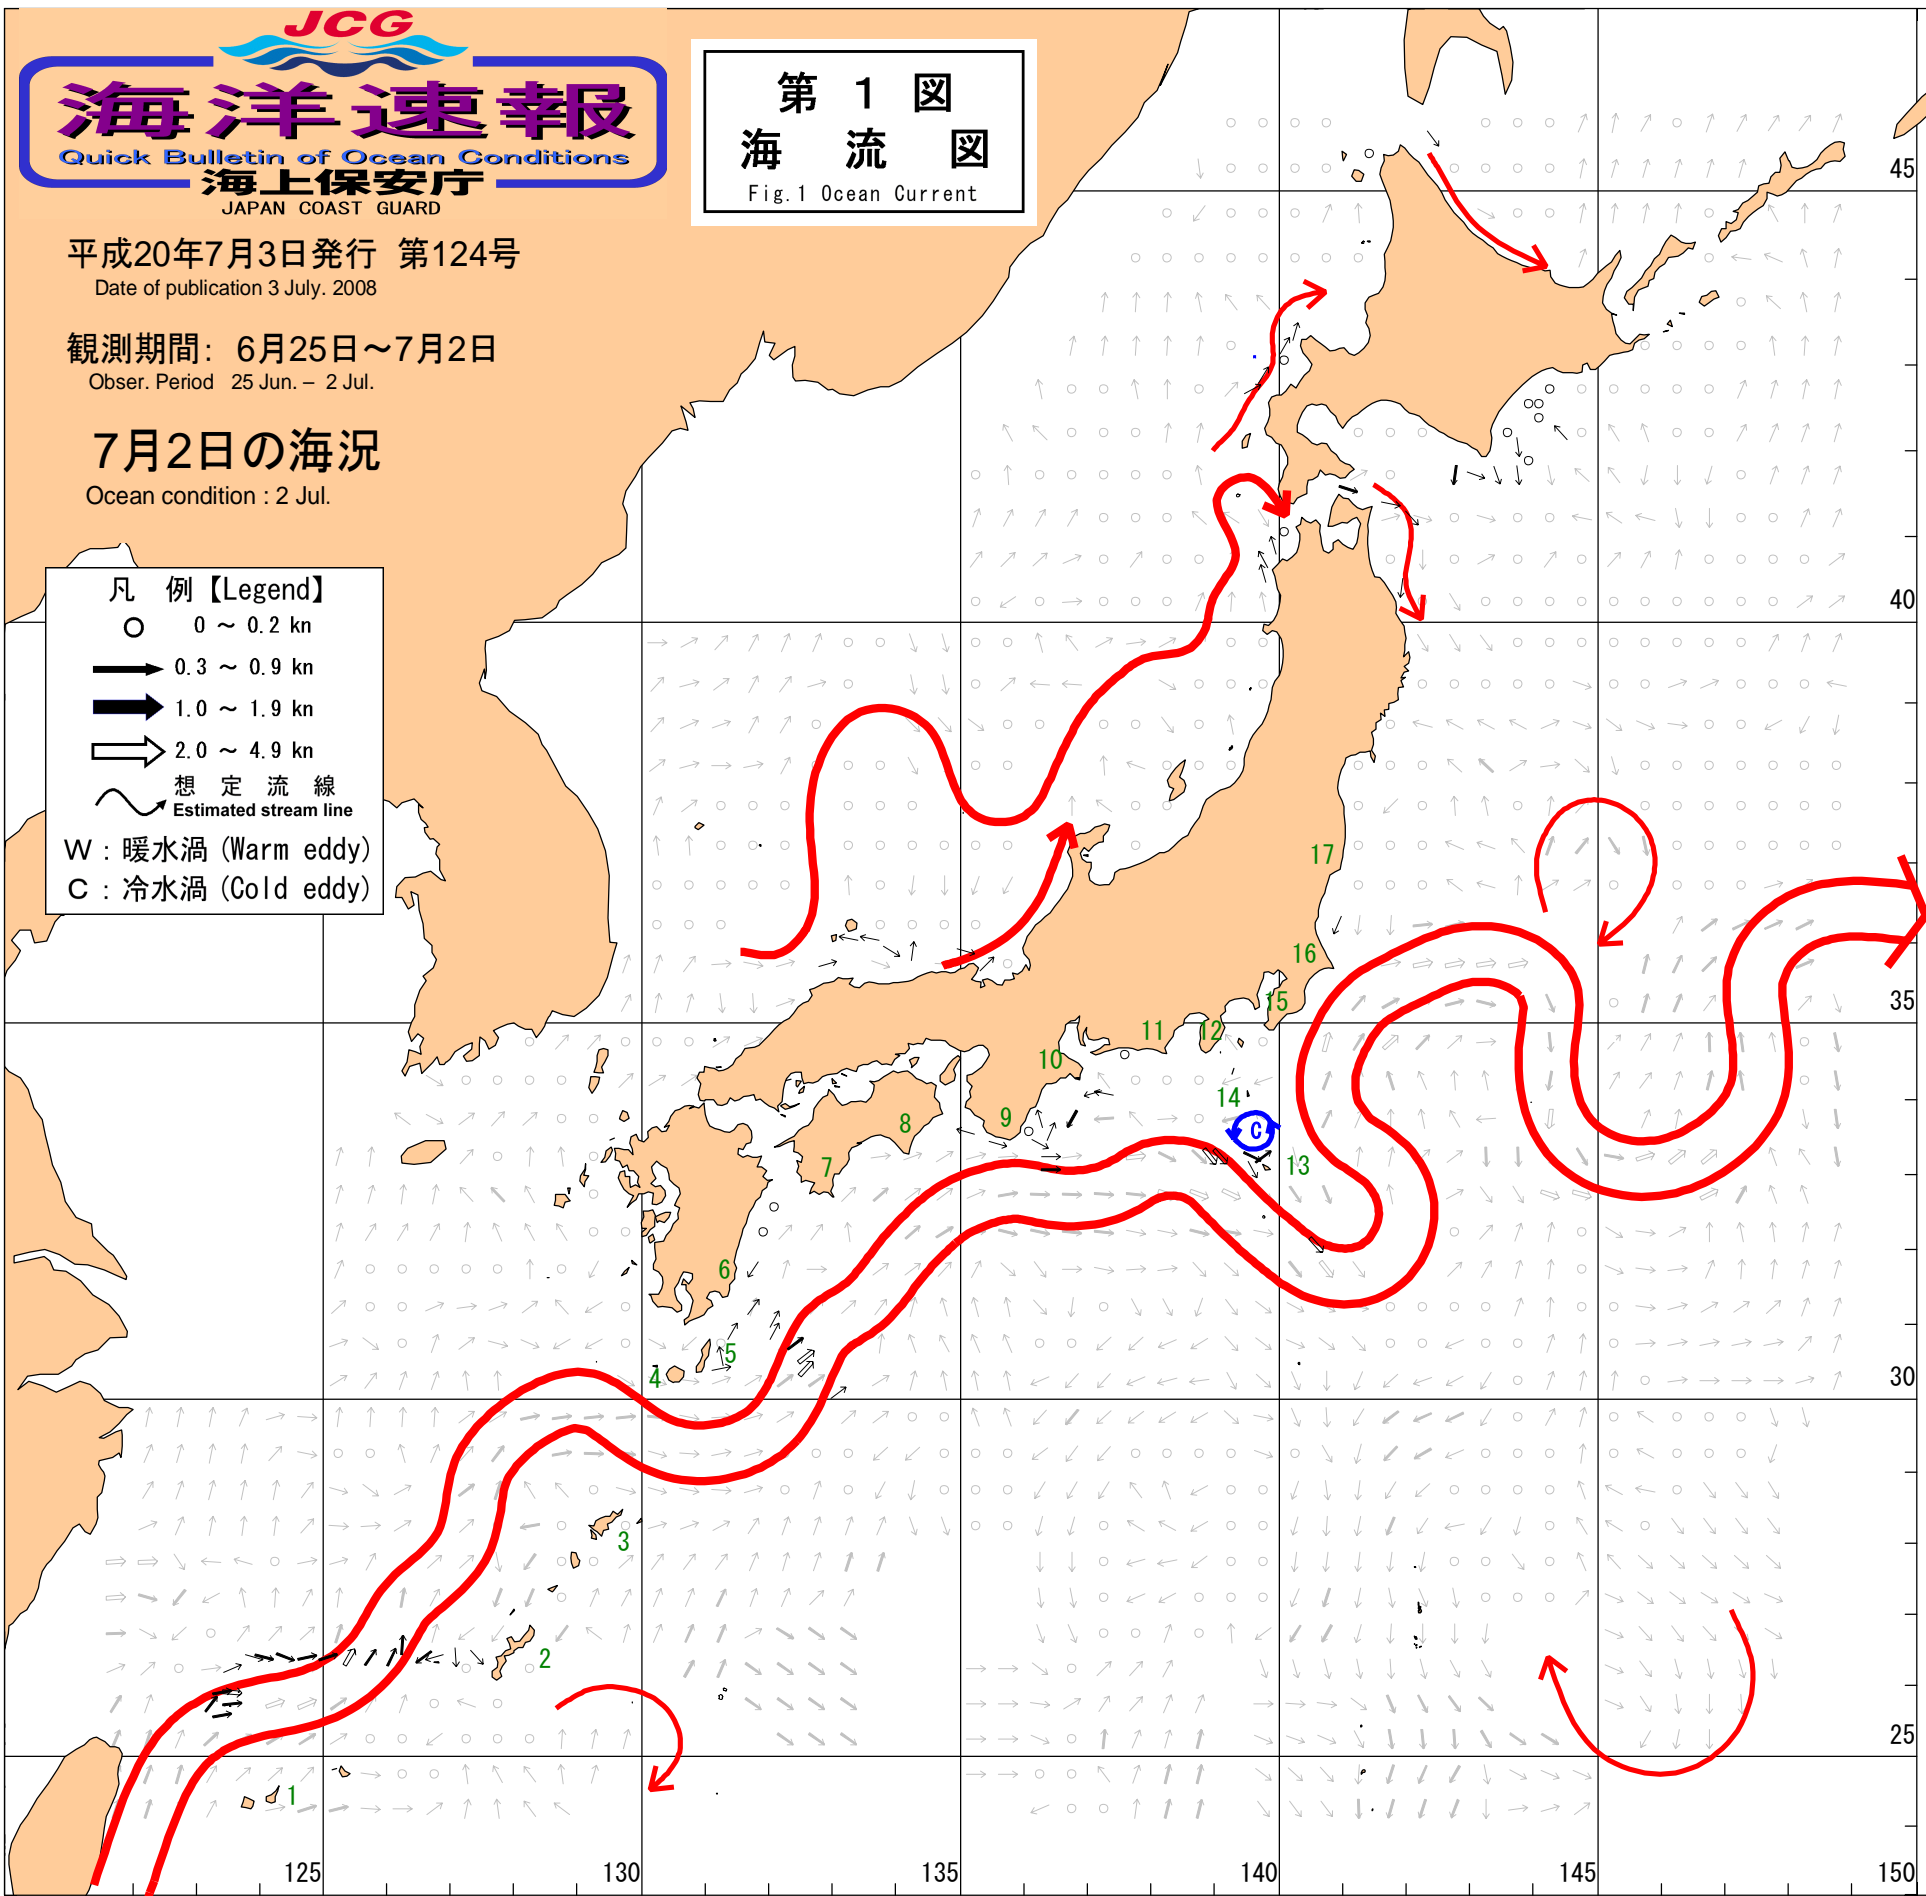 JCG
海洋速報
Quick Bulletin of Ocean Conditions
海上保安庁
JAPAN COAST GUARD
第 1 図
海 流 図
Fig.1 Ocean Current
平成20年7月3日発行 第124号
Date of publication 3 July. 2008
観測期間: 6月25日～7月2日
Obser. Period 25 Jun. – 2 Jul.
7月2日の海況
Ocean condition : 2 Jul.
凡 例【Legend】
0 ～ 0.2 kn
0.3 ～ 0.9 kn
1.0 ～ 1.9 kn
2.0 ～ 4.9 kn
想 定 流 線
Estimated stream line
W : 暖水渦 (Warm eddy)
C : 冷水渦 (Cold eddy)
45
40
17
16
35
15
12
11
10
14
9
8
C
13
7
6
5
4
30
3
2
25
1
125
130
135
140
145
150